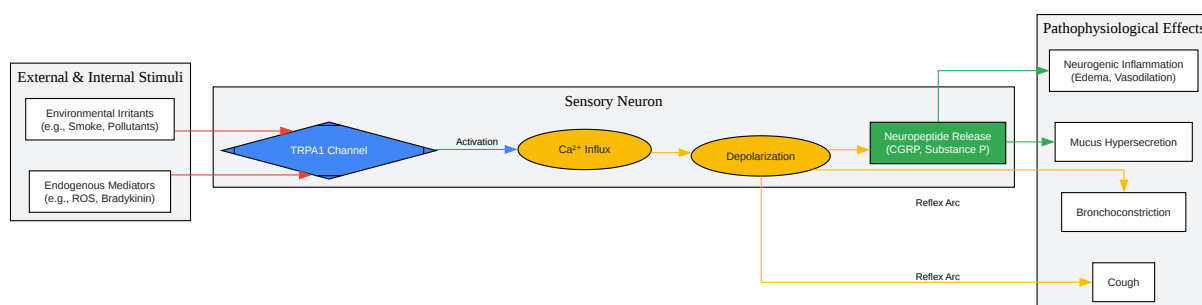 External & Internal Stimuli
Environmental Irritants
(e.g., Smoke, Pollutants)
Endogenous Mediators
(e.g., ROS, Bradykinin)
Sensory Neuron
TRPA1 Channel
Activation
Ca²⁺ Influx
Depolarization
Neuropeptide Release
(CGRP, Substance P)
Reflex Arc
Reflex Arc
Pathophysiological Effects
Neurogenic Inflammation
(Edema, Vasodilation)
Mucus Hypersecretion
Bronchoconstriction
Cough